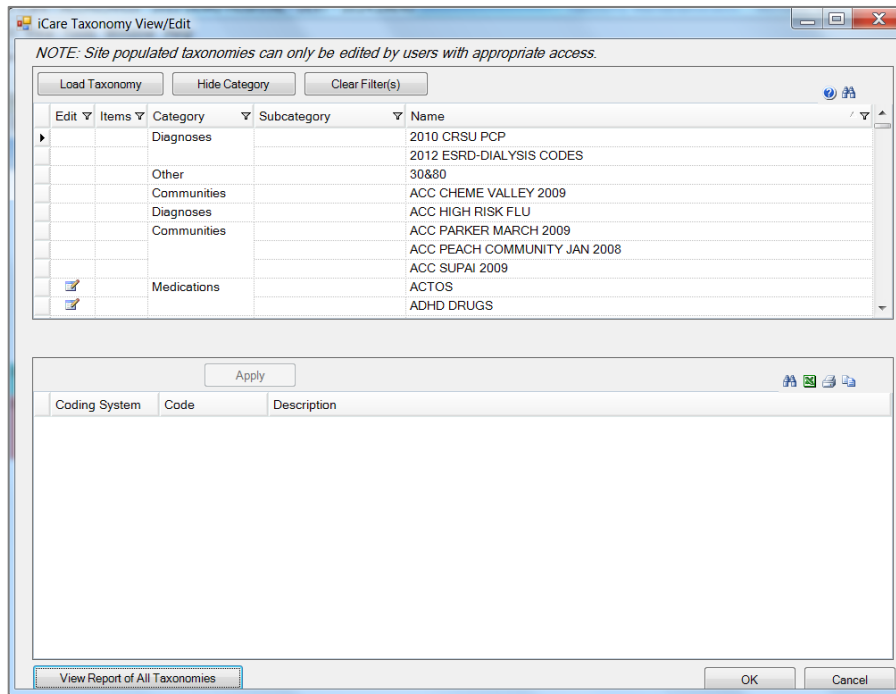 iCare Taxonomy View/Edit
NOTE: Site populated taxonomies can only be edited by users with appropriate access.
Load Taxonomy Hide Category Clear Filter(s)
Edit Items Category Subcategory Name
Diagnoses 2010 CRSU PCP
2012 ESRD-DIALYSIS CODES
Other 30&80
Communities ACC CHEME VALLEY 2009
Diagnoses ACC HIGH RISK FLU
Communities ACC PARKER MARCH 2009
ACC PEACH COMMUNITY JAN 2008
ACC SUPAI 2009
Medications ACTOS
ADHD DRUGS
Apply
Coding System Code Description
View Report of All Taxonomies OK Cancel